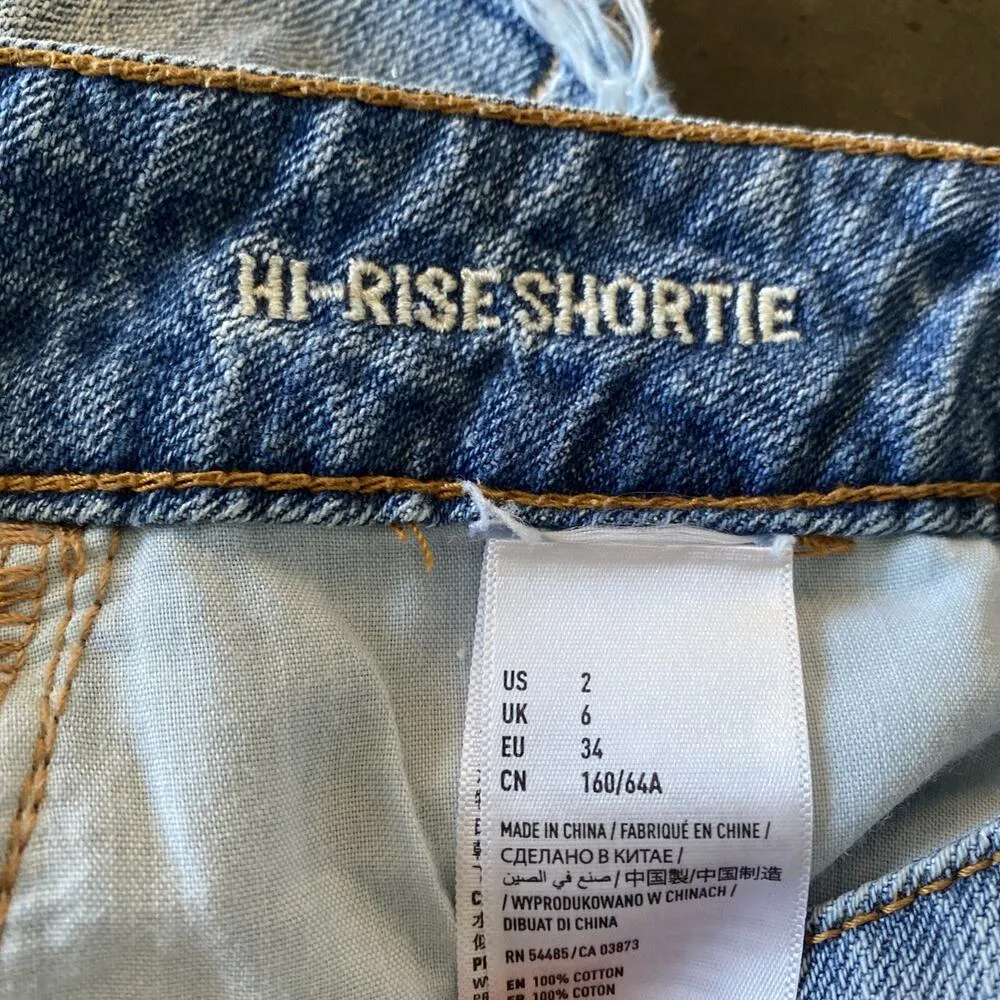 HI-RISE SHORTIE
US 2
UK 6
EU 34
CN 160/64A
MADE IN CHINA / FABRIQUÉ EN CHINE /
СДЕЛАНО В КИТАЕ /
صنع في الصين / 中国製/中国制造
/ WYPRODUKOWANO W CHINACH /
DIBUAT DI CHINA
RN 54485/CA 03873
EN 100% COTTON
FR 100% COTON